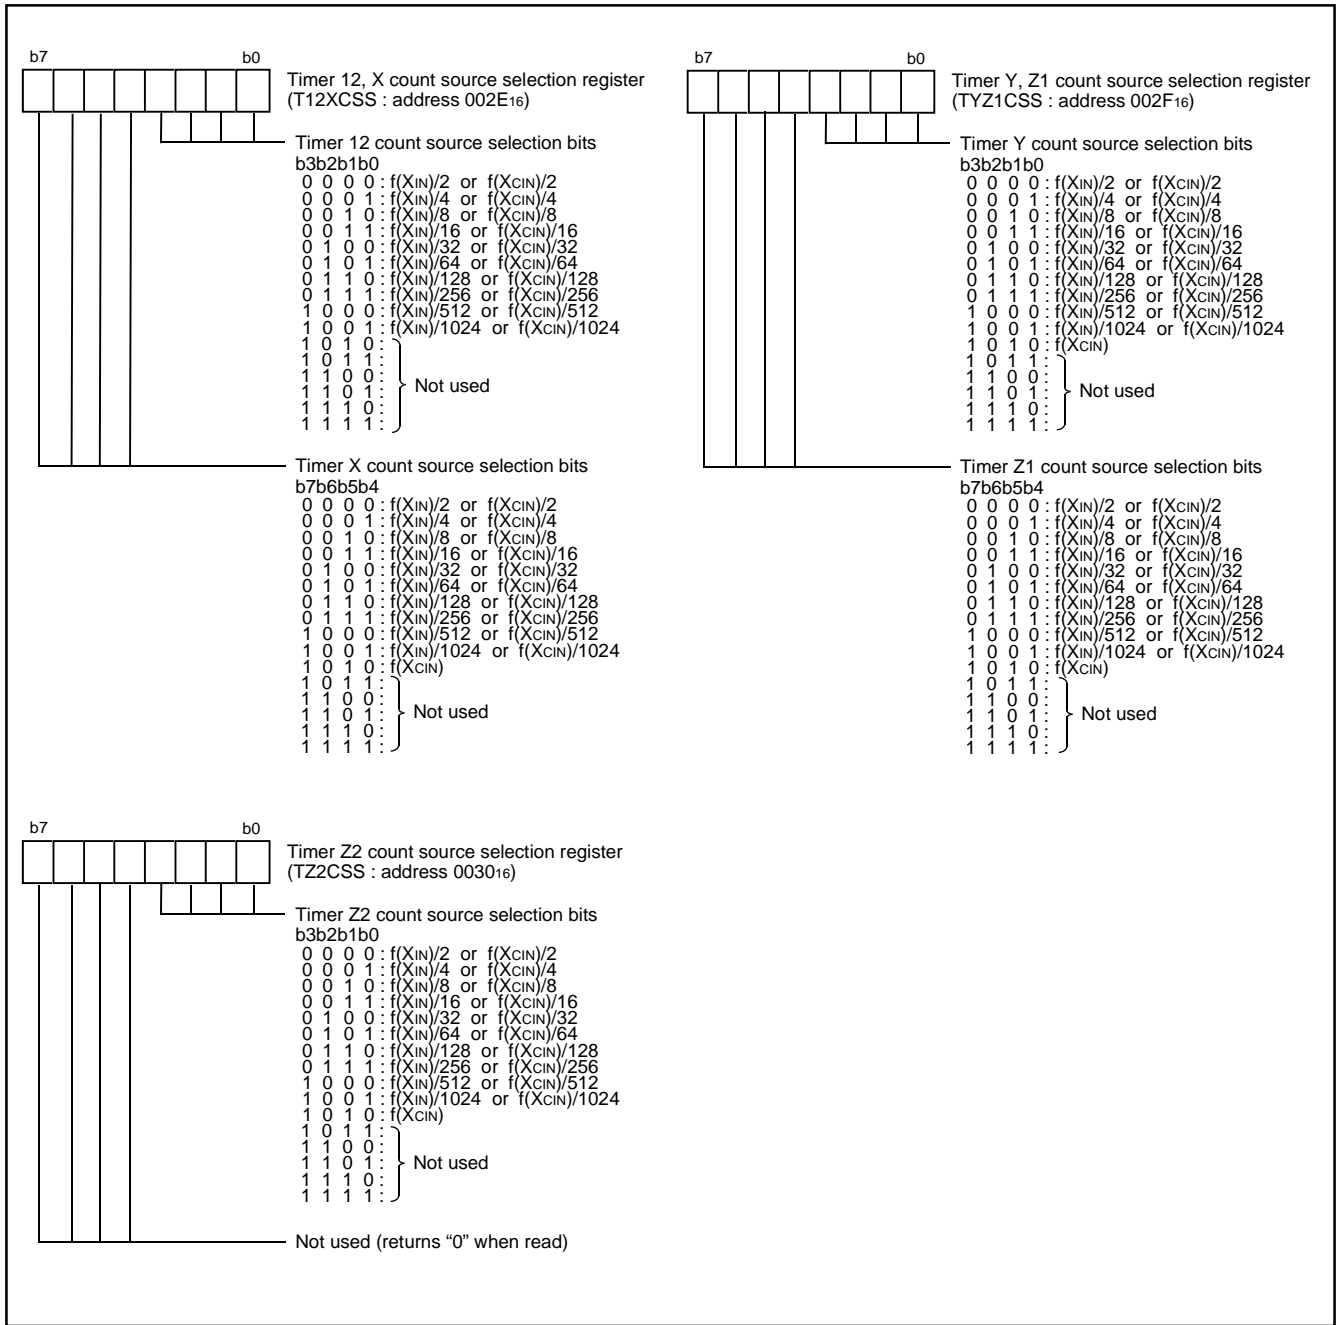 b7 b0
Timer 12, X count source selection register
(T12XCSS : address 002E16)
Timer 12 count source selection bits
b3b2b1b0
0 0 0 0 : f(XIN)/2 or f(XCIN)/2
0 0 0 1 : f(XIN)/4 or f(XCIN)/4
0 0 1 0 : f(XIN)/8 or f(XCIN)/8
0 0 1 1 : f(XIN)/16 or f(XCIN)/16
0 1 0 0 : f(XIN)/32 or f(XCIN)/32
0 1 0 1 : f(XIN)/64 or f(XCIN)/64
0 1 1 0 : f(XIN)/128 or f(XCIN)/128
0 1 1 1 : f(XIN)/256 or f(XCIN)/256
1 0 0 0 : f(XIN)/512 or f(XCIN)/512
1 0 0 1 : f(XIN)/1024 or f(XCIN)/1024
1 0 1 0 :
1 0 1 1 :
1 1 0 0 :
1 1 0 1 : Not used
1 1 1 0 :
1 1 1 1 :
Timer X count source selection bits
b7b6b5b4
0 0 0 0 : f(XIN)/2 or f(XCIN)/2
0 0 0 1 : f(XIN)/4 or f(XCIN)/4
0 0 1 0 : f(XIN)/8 or f(XCIN)/8
0 0 1 1 : f(XIN)/16 or f(XCIN)/16
0 1 0 0 : f(XIN)/32 or f(XCIN)/32
0 1 0 1 : f(XIN)/64 or f(XCIN)/64
0 1 1 0 : f(XIN)/128 or f(XCIN)/128
0 1 1 1 : f(XIN)/256 or f(XCIN)/256
1 0 0 0 : f(XIN)/512 or f(XCIN)/512
1 0 0 1 : f(XIN)/1024 or f(XCIN)/1024
1 0 1 0 : f(XCIN)
1 0 1 1 :
1 1 0 0 :
1 1 0 1 : Not used
1 1 1 0 :
1 1 1 1 :
b7 b0
Timer Y, Z1 count source selection register
(TYZ1CSS : address 002F16)
Timer Y count source selection bits
b3b2b1b0
0 0 0 0 : f(XIN)/2 or f(XCIN)/2
0 0 0 1 : f(XIN)/4 or f(XCIN)/4
0 0 1 0 : f(XIN)/8 or f(XCIN)/8
0 0 1 1 : f(XIN)/16 or f(XCIN)/16
0 1 0 0 : f(XIN)/32 or f(XCIN)/32
0 1 0 1 : f(XIN)/64 or f(XCIN)/64
0 1 1 0 : f(XIN)/128 or f(XCIN)/128
0 1 1 1 : f(XIN)/256 or f(XCIN)/256
1 0 0 0 : f(XIN)/512 or f(XCIN)/512
1 0 0 1 : f(XIN)/1024 or f(XCIN)/1024
1 0 1 0 : f(XCIN)
1 0 1 1 :
1 1 0 0 :
1 1 0 1 : Not used
1 1 1 0 :
1 1 1 1 :
Timer Z1 count source selection bits
b7b6b5b4
0 0 0 0 : f(XIN)/2 or f(XCIN)/2
0 0 0 1 : f(XIN)/4 or f(XCIN)/4
0 0 1 0 : f(XIN)/8 or f(XCIN)/8
0 0 1 1 : f(XIN)/16 or f(XCIN)/16
0 1 0 0 : f(XIN)/32 or f(XCIN)/32
0 1 0 1 : f(XIN)/64 or f(XCIN)/64
0 1 1 0 : f(XIN)/128 or f(XCIN)/128
0 1 1 1 : f(XIN)/256 or f(XCIN)/256
1 0 0 0 : f(XIN)/512 or f(XCIN)/512
1 0 0 1 : f(XIN)/1024 or f(XCIN)/1024
1 0 1 0 : f(XCIN)
1 0 1 1 :
1 1 0 0 :
1 1 0 1 : Not used
1 1 1 0 :
1 1 1 1 :
b7 b0
Timer Z2 count source selection register
(TZ2CSS : address 003016)
Timer Z2 count source selection bits
b3b2b1b0
0 0 0 0 : f(XIN)/2 or f(XCIN)/2
0 0 0 1 : f(XIN)/4 or f(XCIN)/4
0 0 1 0 : f(XIN)/8 or f(XCIN)/8
0 0 1 1 : f(XIN)/16 or f(XCIN)/16
0 1 0 0 : f(XIN)/32 or f(XCIN)/32
0 1 0 1 : f(XIN)/64 or f(XCIN)/64
0 1 1 0 : f(XIN)/128 or f(XCIN)/128
0 1 1 1 : f(XIN)/256 or f(XCIN)/256
1 0 0 0 : f(XIN)/512 or f(XCIN)/512
1 0 0 1 : f(XIN)/1024 or f(XCIN)/1024
1 0 1 0 : f(XCIN)
1 0 1 1 :
1 1 0 0 :
1 1 0 1 : Not used
1 1 1 0 :
1 1 1 1 :
Not used (returns “0” when read)